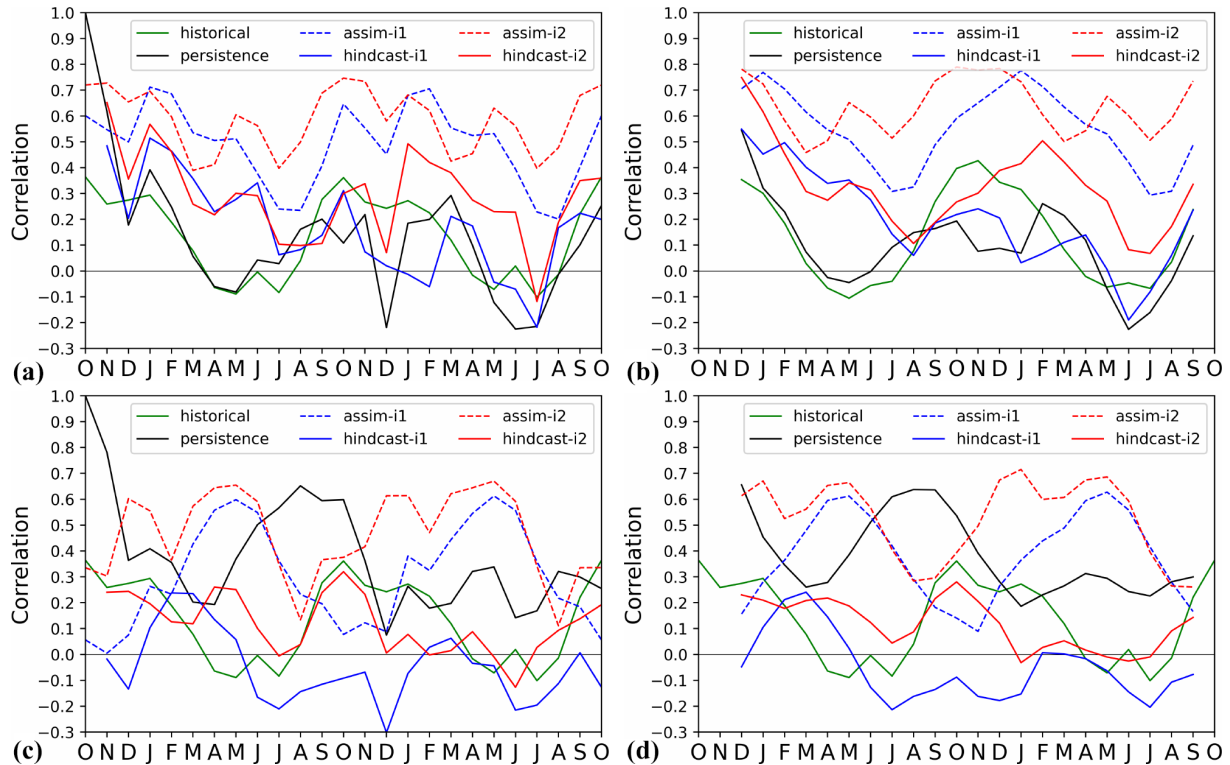 historical assim-i1 assim-i2
persistence hindcast-i1 hindcast-i2
Correlation
1.0
0.9
0.8
0.7
0.6
0.5
0.4
0.3
0.2
0.1
0.0
−0.1
−0.2
−0.3
O N D J F M A M J J A S O N D J F M A M J J A S O
(a)
historical assim-i1 assim-i2
persistence hindcast-i1 hindcast-i2
Correlation
1.0
0.9
0.8
0.7
0.6
0.5
0.4
0.3
0.2
0.1
0.0
−0.1
−0.2
−0.3
O N D J F M A M J J A S O N D J F M A M J J A S O
(b)
historical assim-i1 assim-i2
persistence hindcast-i1 hindcast-i2
Correlation
1.0
0.9
0.8
0.7
0.6
0.5
0.4
0.3
0.2
0.1
0.0
−0.1
−0.2
−0.3
O N D J F M A M J J A S O N D J F M A M J J A S O
(c)
historical assim-i1 assim-i2
persistence hindcast-i1 hindcast-i2
Correlation
1.0
0.9
0.8
0.7
0.6
0.5
0.4
0.3
0.2
0.1
0.0
−0.1
−0.2
−0.3
O N D J F M A M J J A S O N D J F M A M J J A S O
(d)